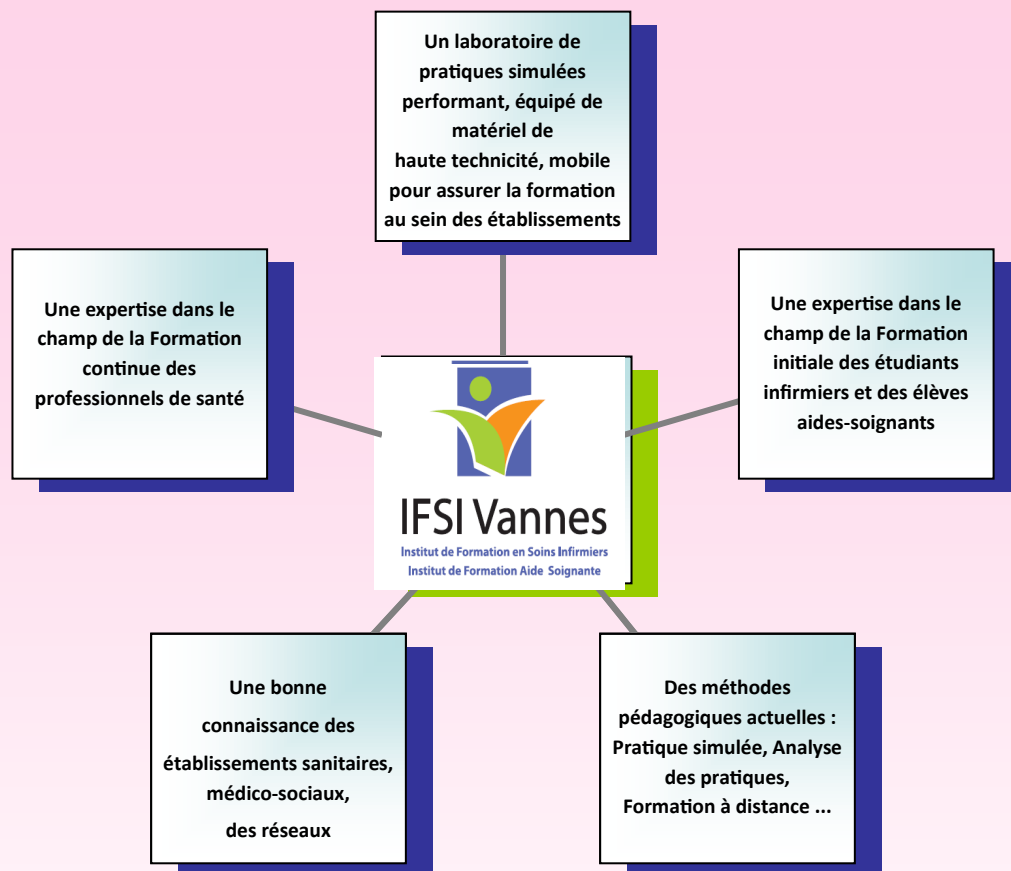 Un laboratoire de
pratiques simulées
performant, équipé de
matériel de
haute technicité, mobile
pour assurer la formation
au sein des établissements
Une expertise dans le
champ de la Formation
continue des
professionnels de santé
Une expertise dans le
champ de la Formation
initiale des étudiants
infirmiers et des élèves
aides-soignants
IFSI Vannes
Institut de Formation en Soins Infirmiers
Institut de Formation Aide Soignante
Une bonne
connaissance des
établissements sanitaires,
médico-sociaux,
des réseaux
Des méthodes
pédagogiques actuelles :
Pratique simulée, Analyse
des pratiques,
Formation à distance ...